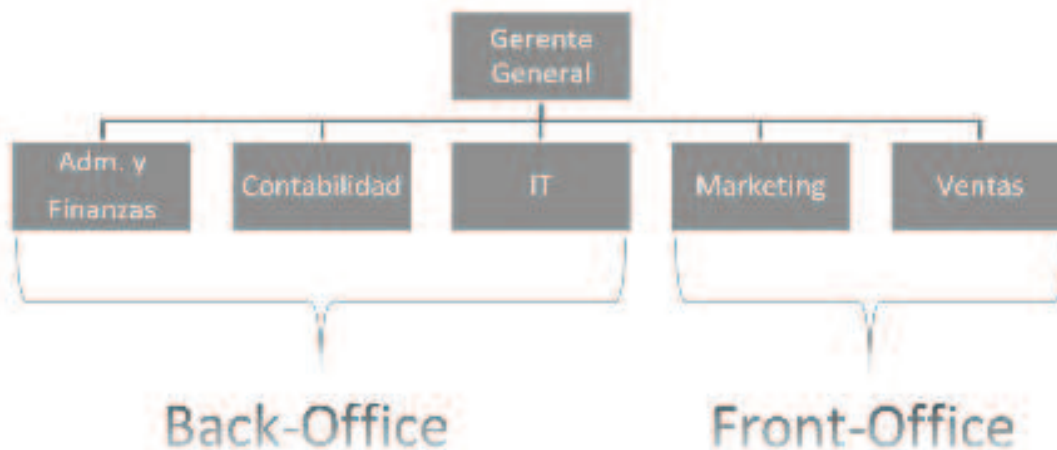 Gerente
General
Adm. y
Finanzas
Contabilidad
IT
Marketing
Ventas
Back-Office
Front-Office